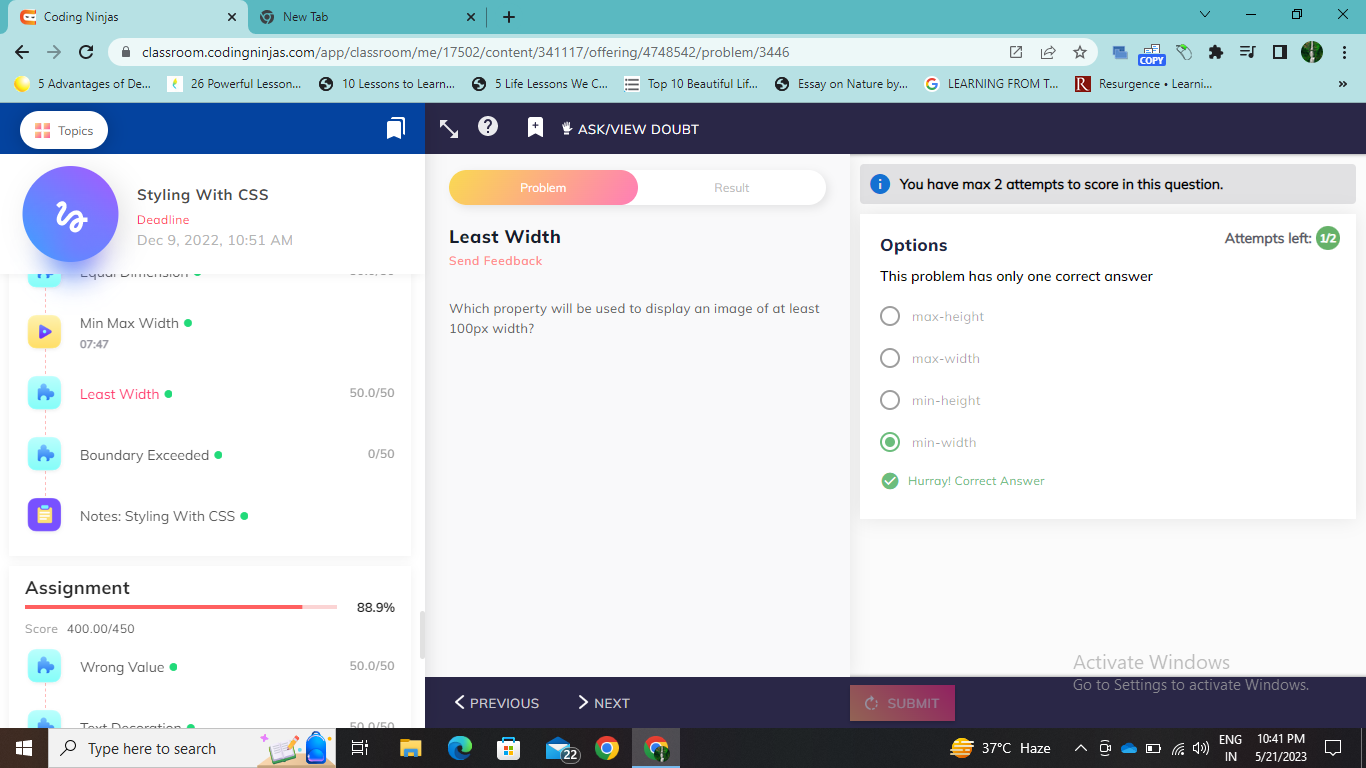 Coding Ninjas
New Tab
classroom.codingninjas.com/app/classroom/me/17502/content/341117/offering/4748542/problem/3446
COPY
5 Advantages of De...
26 Powerful Lesson...
10 Lessons to Learn...
5 Life Lessons We C...
Top 10 Beautiful Lif...
Essay on Nature by...
LEARNING FROM T...
Resurgence • Learni...
Topics
ASK/VIEW DOUBT
Styling With CSS
Deadline
Dec 9, 2022, 10:51 AM
Equal Dimension
50.0/50
Min Max Width
07:47
Least Width
50.0/50
Boundary Exceeded
0/50
Notes: Styling With CSS
Assignment
88.9%
Score 400.00/450
Wrong Value
50.0/50
Text Decoration
50.0/50
Problem
Result
Least Width
Send Feedback
Which property will be used to display an image of at least
100px width?
You have max 2 attempts to score in this question.
Options
Attempts left: 1/2
This problem has only one correct answer
max-height
max-width
min-height
min-width
Hurray! Correct Answer
Activate Windows
Go to Settings to activate Windows.
PREVIOUS
NEXT
SUBMIT
Type here to search
22
37°C Haze
ENG
IN
10:41 PM
5/21/2023